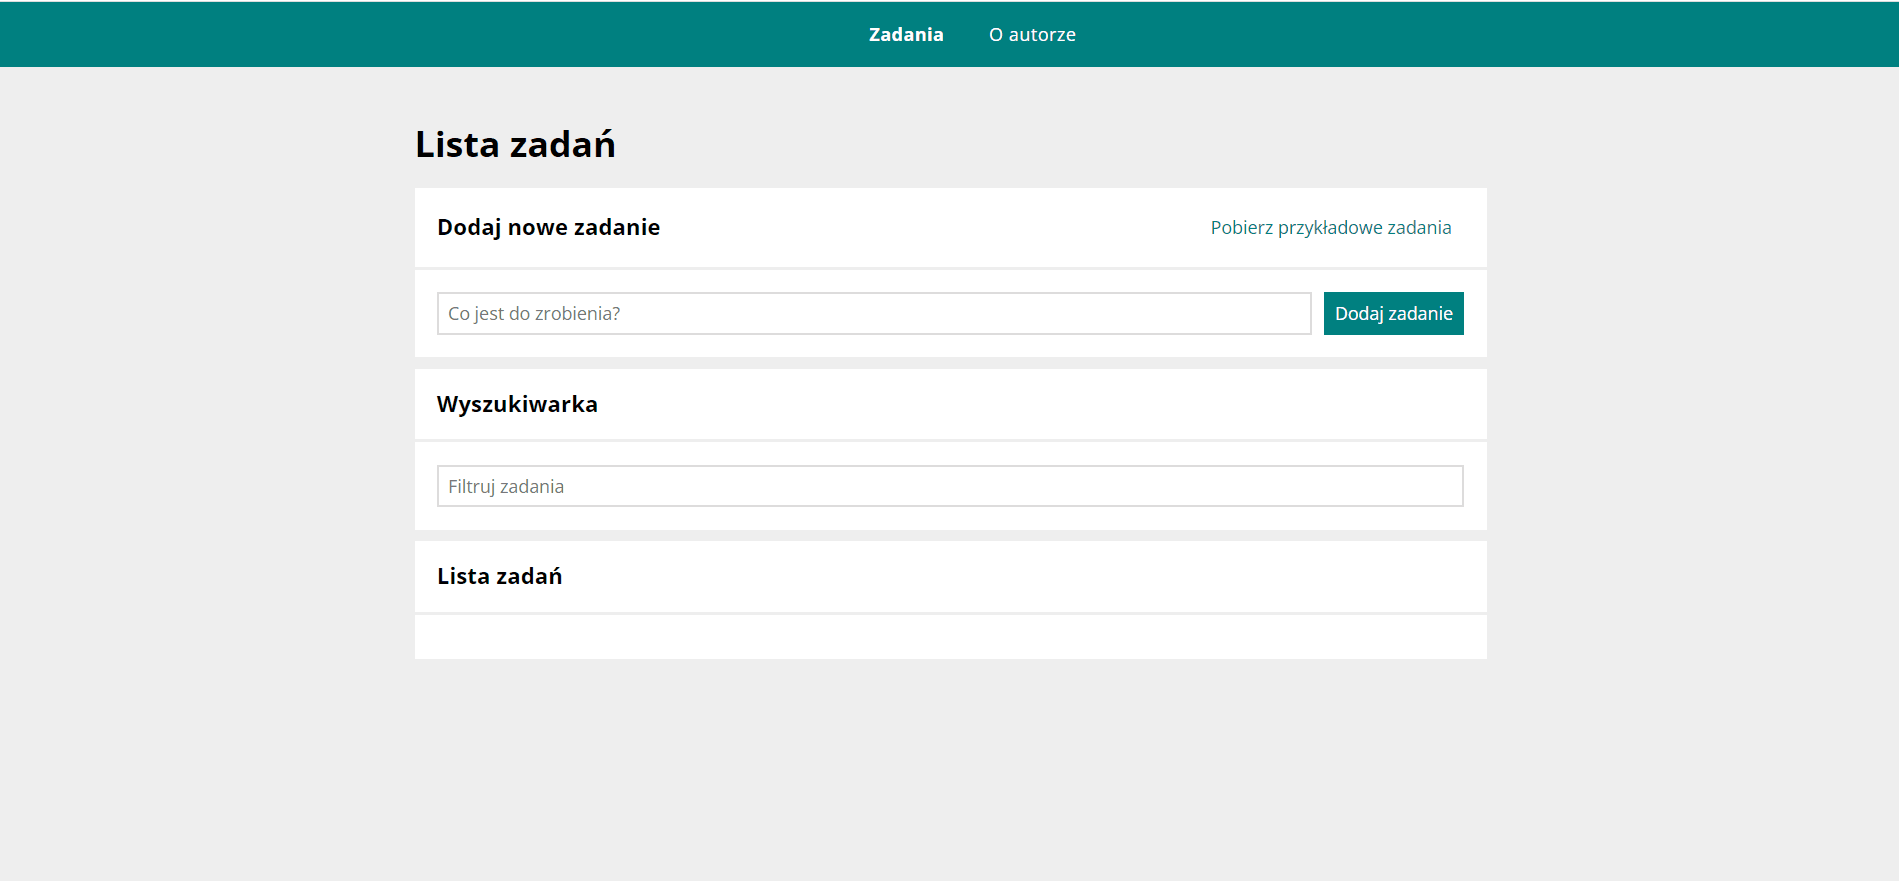 Zadania O autorze
Lista zadań
Dodaj nowe zadanie Pobierz przykładowe zadania
Co jest do zrobienia? Dodaj zadanie
Wyszukiwarka
Filtruj zadania
Lista zadań